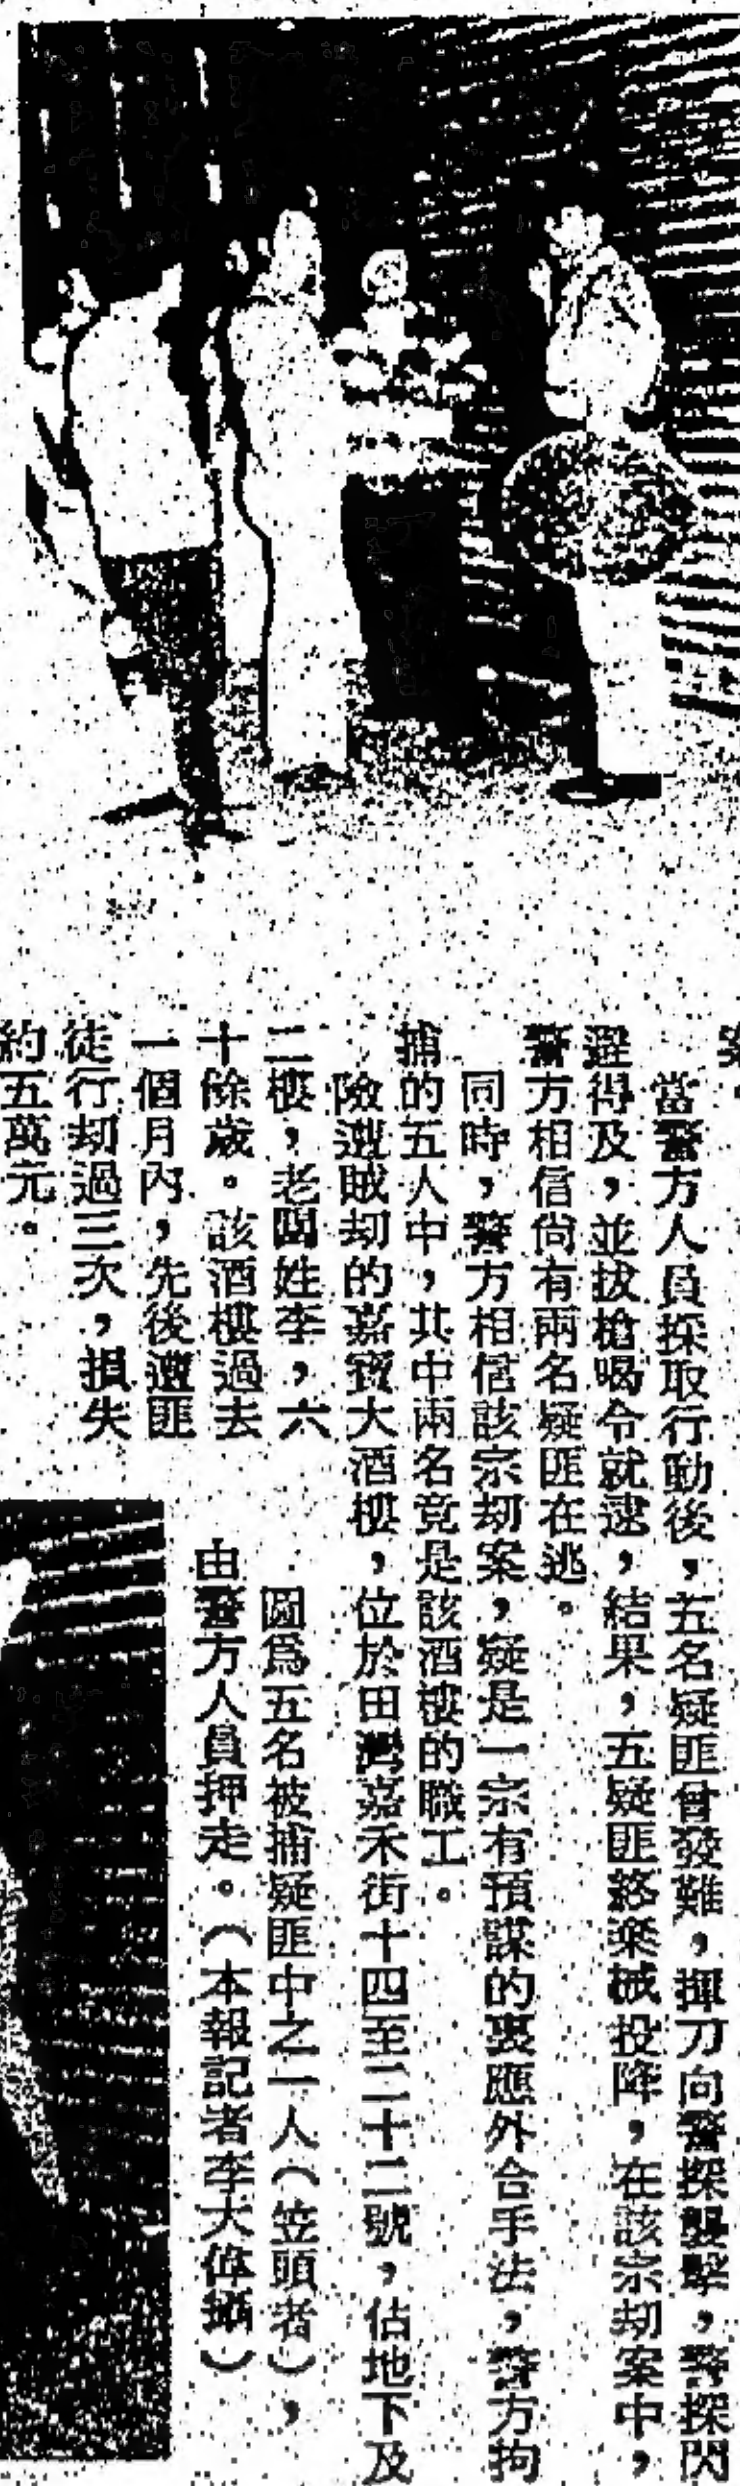 案。
當警方人員採取行動後，五名疑匪曾發難，揮刀向警探襲擊，警探閃
避得及，並拔槍喝令就逮，結果，五疑匪終棄械投降，在該宗刼案中，
警方相信尚有兩名疑匪在逃。
同時，警方相信該宗刼案，疑是一宗有預謀的裏應外合手法，警方拘
捕的五人中，其中兩名竟是該酒樓的職工。
險遭賊刼的嘉寶大酒樓，位於田灣嘉禾街十四至二十二號，佔地下及
二樓，老闆姓李，六
十餘歲。該酒樓過去
一個月內，先後遭匪
徒行刼過三次，損失
約五萬元。
圖爲五名被捕疑匪中之一人（笠頭者），
由警方人員押走。（本報記者李大偉攝）